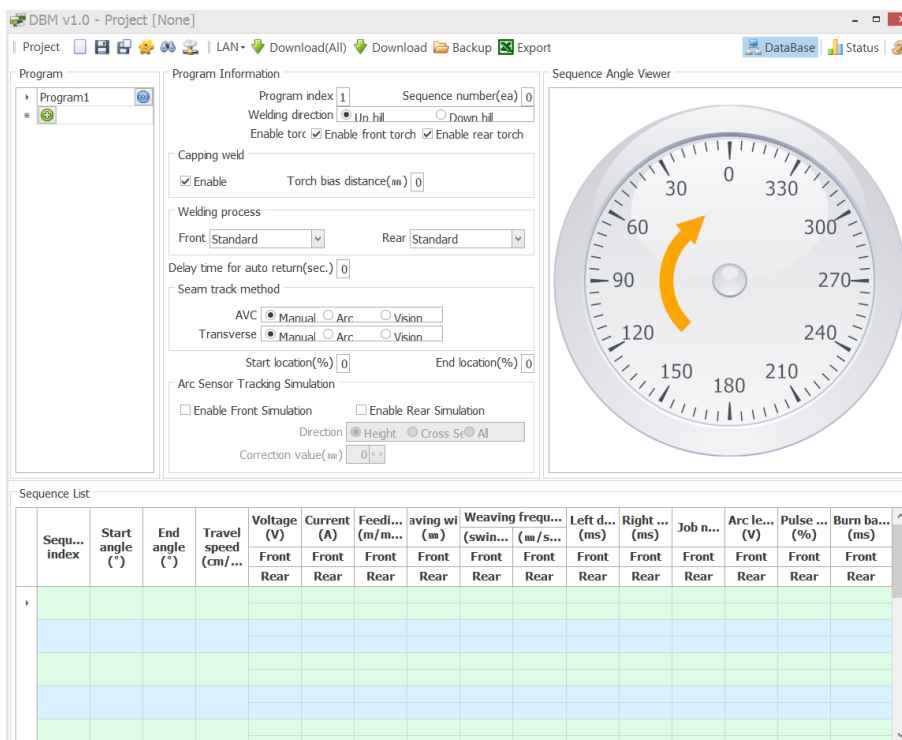 DBM v1.0 - Project [None]
Project LAN Download(All) Download Backup Export DataBase Status
Program
Program1
Program Information
Program index 1 Sequence number(ea) 0
Welding direction Up hill Down hill
Enable torc Enable front torch Enable rear torch
Capping weld
Enable Torch bias distance(㎜) 0
Welding process
Front Standard Rear Standard
Delay time for auto return(sec.) 0
Seam track method
AVC Manual Arc Vision
Transverse Manual Arc Vision
Start location(%) 0 End location(%) 0
Arc Sensor Tracking Simulation
Enable Front Simulation Enable Rear Simulation
Direction Height Cross Se All
Correction value(㎜) 0
Sequence Angle Viewer
0
30 330
60 300
90 270
120 240
150 210
180
Sequence List
Sequ... index Start angle (˚) End angle (˚) Travel speed (cm/... Voltage (V) Current (A) Feedi... (m/m... aving wi (㎜) Weaving frequ... (swin... (㎜/s... Left d... (ms) Right ... (ms) Job n... Arc le... (V) Pulse ... (%) Burn ba... (ms)
Front Front Front Front Front Front Front Front Front Front Front Front
Rear Rear Rear Rear Rear Rear Rear Rear Rear Rear Rear Rear